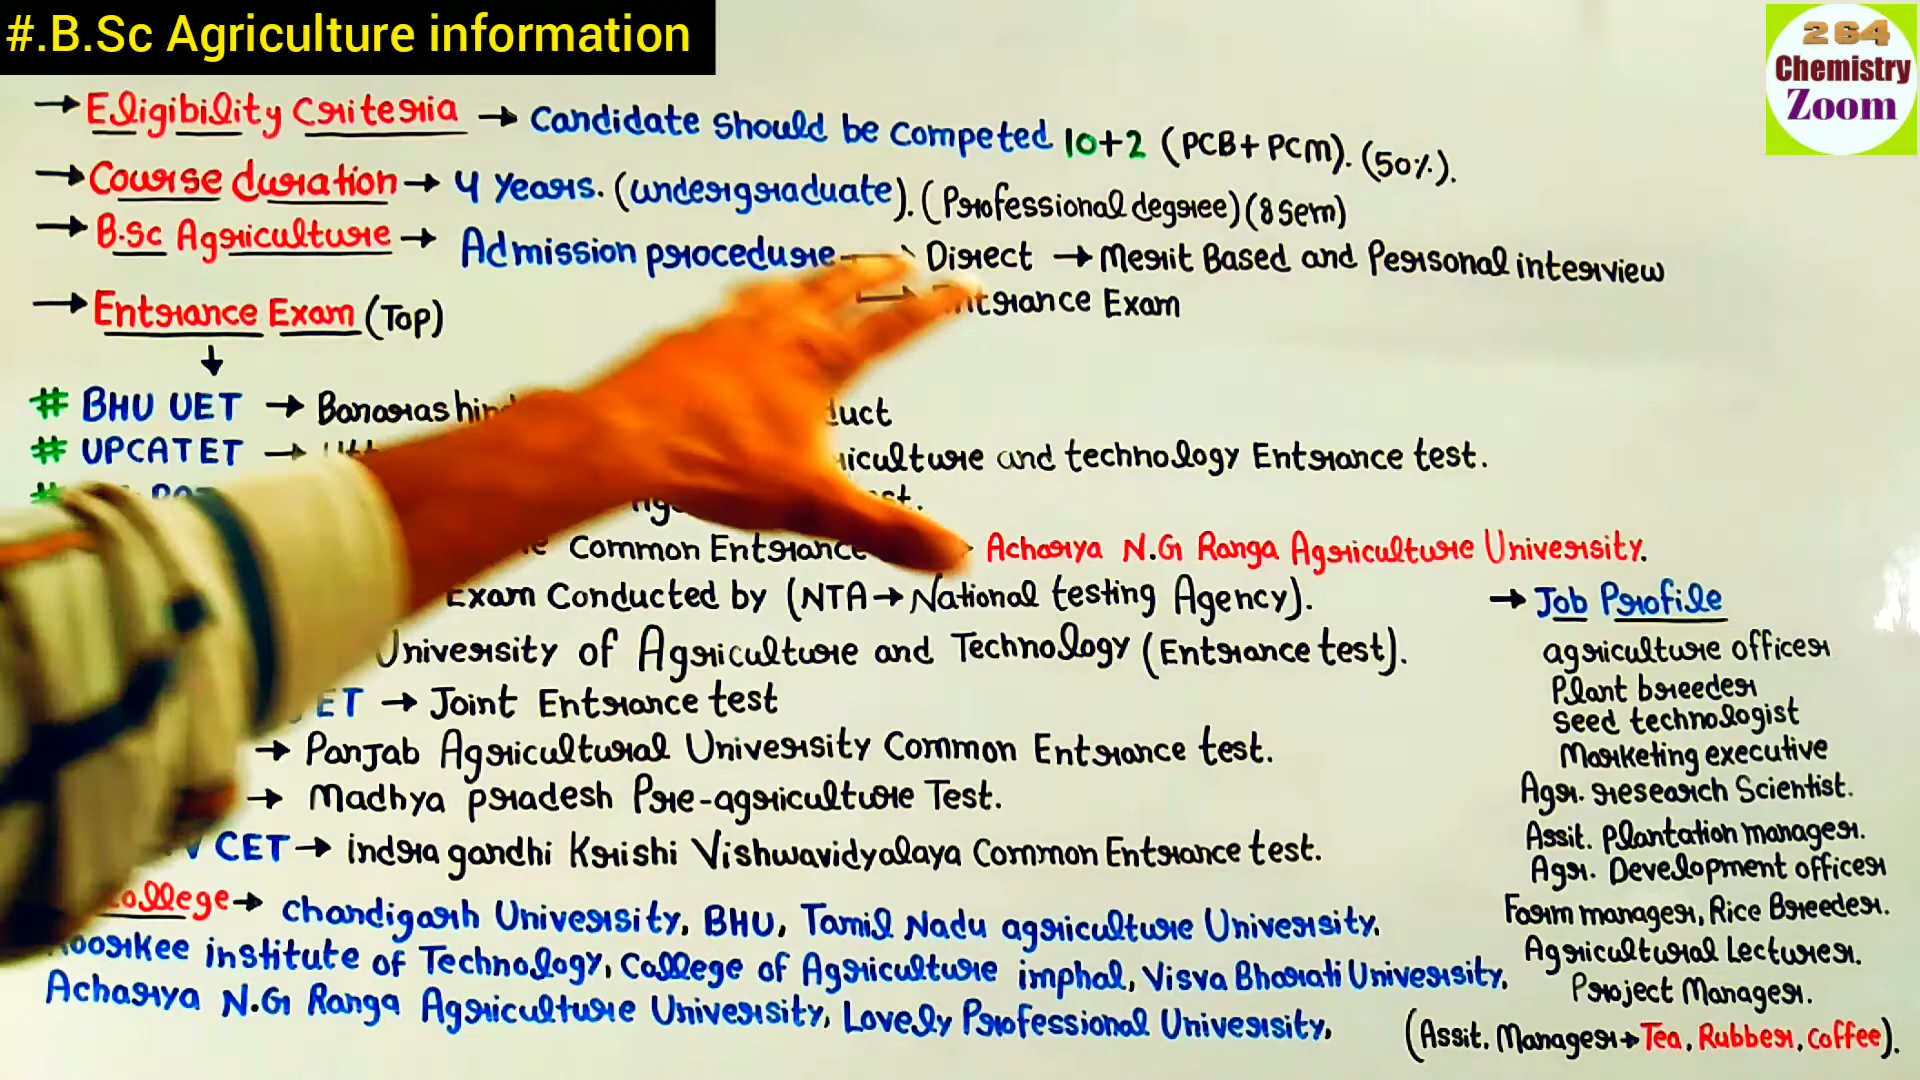 #.B.Sc Agriculture information
264
Chemistry
Zoom
→ Eligibility Criteria → Candidate should be competed 10+2 (PCB+ PCM). (50%).
→ Course duration → 4 Years. (undergraduate). (Professional degree) (8 Sem)
→ B.Sc Agriculture → Admission procedure → Direct → Merit Based and Personal interview
→ Entrance Exam
→ Entrance Exam (Top)
↓
# BHU UET → Banaras
# UPCATET → and technology Entrance test.
#
Common Entrance → Acharya N.G Ranga Agriculture University.
Exam Conducted by (NTA→National testing Agency).
University of Agriculture and Technology (Entrance test).
→ Joint Entrance test
→ Panjab Agricultural University Common Entrance test.
→ Madhya pradesh Pre-agriculture Test.
CET → indra gandhi Krishi Vishwavidyalaya Common Entrance test.
College → chandigarh University, BHU, Tamil Nadu agriculture University,
Roorkee institute of Technology, College of Agriculture imphal, Visva Bharati University,
Acharya N.G Ranga Agriculture University, Lovely Professional University,
→ Job Profile
agriculture officer
Plant breeder
seed technologist
Marketing executive
Agr. research Scientist.
Assit. plantation manager.
Agr. Development officer
Farm manager, Rice Breeder.
Agricultural Lecturer.
Project Manager.
(Assit. Manager→Tea, Rubber, coffee).